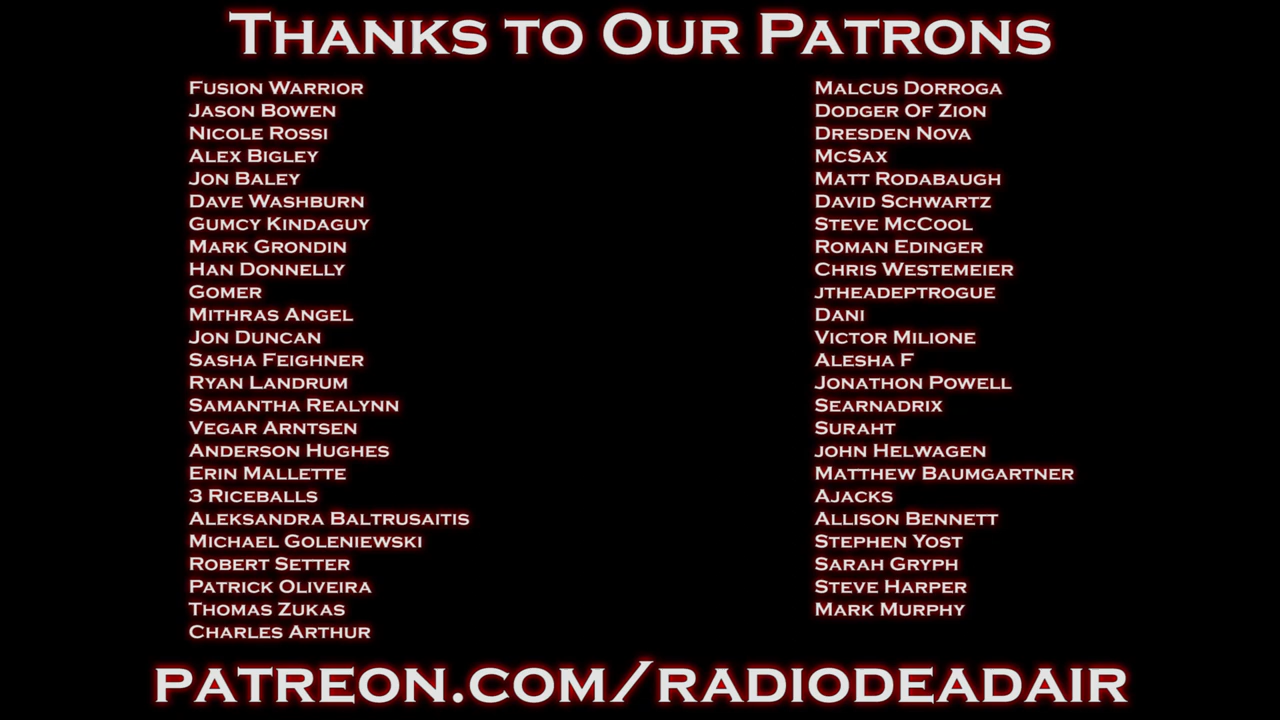 Thanks to Our Patrons
Fusion Warrior
Jason Bowen
Nicole Rossi
Alex Bigley
Jon Baley
Dave Washburn
Gumcy Kindaguy
Mark Grondin
Han Donnelly
Gomer
Mithras Angel
Jon Duncan
Sasha Feighner
Ryan Landrum
Samantha Realynn
Vegar Arntsen
Anderson Hughes
Erin Mallette
3 Riceballs
Aleksandra Baltrusaitis
Michael Goleniewski
Robert Setter
Patrick Oliveira
Thomas Zukas
Charles Arthur
Malcus Dorroga
Dodger Of Zion
Dresden Nova
McSax
Matt Rodabaugh
David Schwartz
Steve McCool
Roman Edinger
Chris Westemeier
jtheadeptrogue
Dani
Victor Milione
Alesha F
Jonathon Powell
Searnadrix
Suraht
john Helwagen
Matthew Baumgartner
Ajacks
Allison Bennett
Stephen Yost
Sarah Gryph
Steve Harper
Mark Murphy
patreon.com/radiodeadair